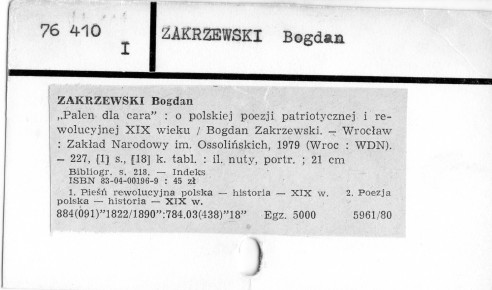 76 410
I
ZAKRZEWSKI Bogdan
ZAKRZEWSKI Bogdan
„Palen dla cara” : o polskiej poezji patriotycznej i re-
wolucyjnej XIX wieku / Bogdan Zakrzewski. — Wrocław
: Zakład Narodowy im. Ossolińskich, 1979 (Wroc : WDN).
— 227, [1] s., [18] k. tabl. : il. nuty, portr. ; 21 cm
Bibliogr. s. 218. — Indeks
ISBN 83-04-00196-9 : 45 zł
1. Pieśń rewolucyjna polska — historia — XIX w. 2. Poezja
polska — historia — XIX w.
884(091)”1822/1890”:784.03(438)”18” Egz. 5000 5961/80